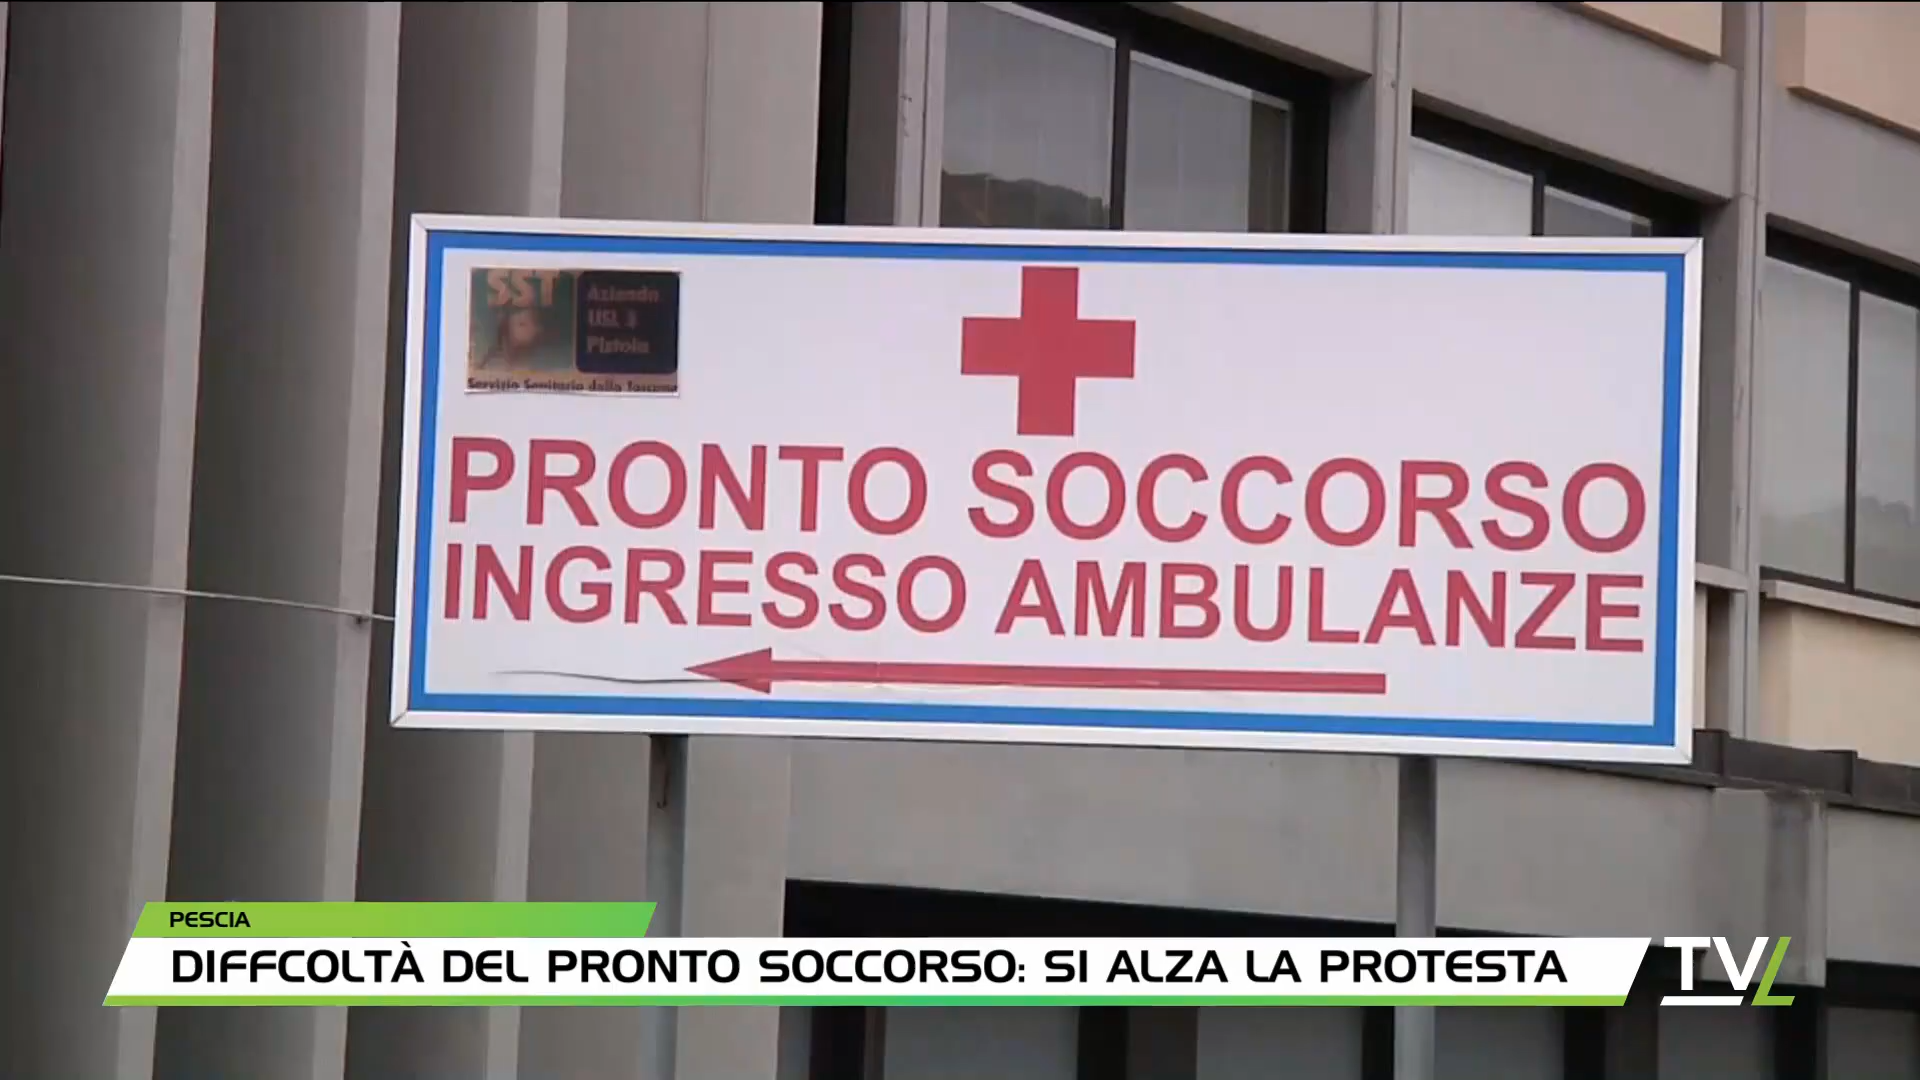 SST
Azienda
USL 3
Pistoia
Servizio Sanitario della Toscana
PRONTO SOCCORSO
INGRESSO AMBULANZE
PESCIA
DIFFCOLTÀ DEL PRONTO SOCCORSO: SI ALZA LA PROTESTA
TVL